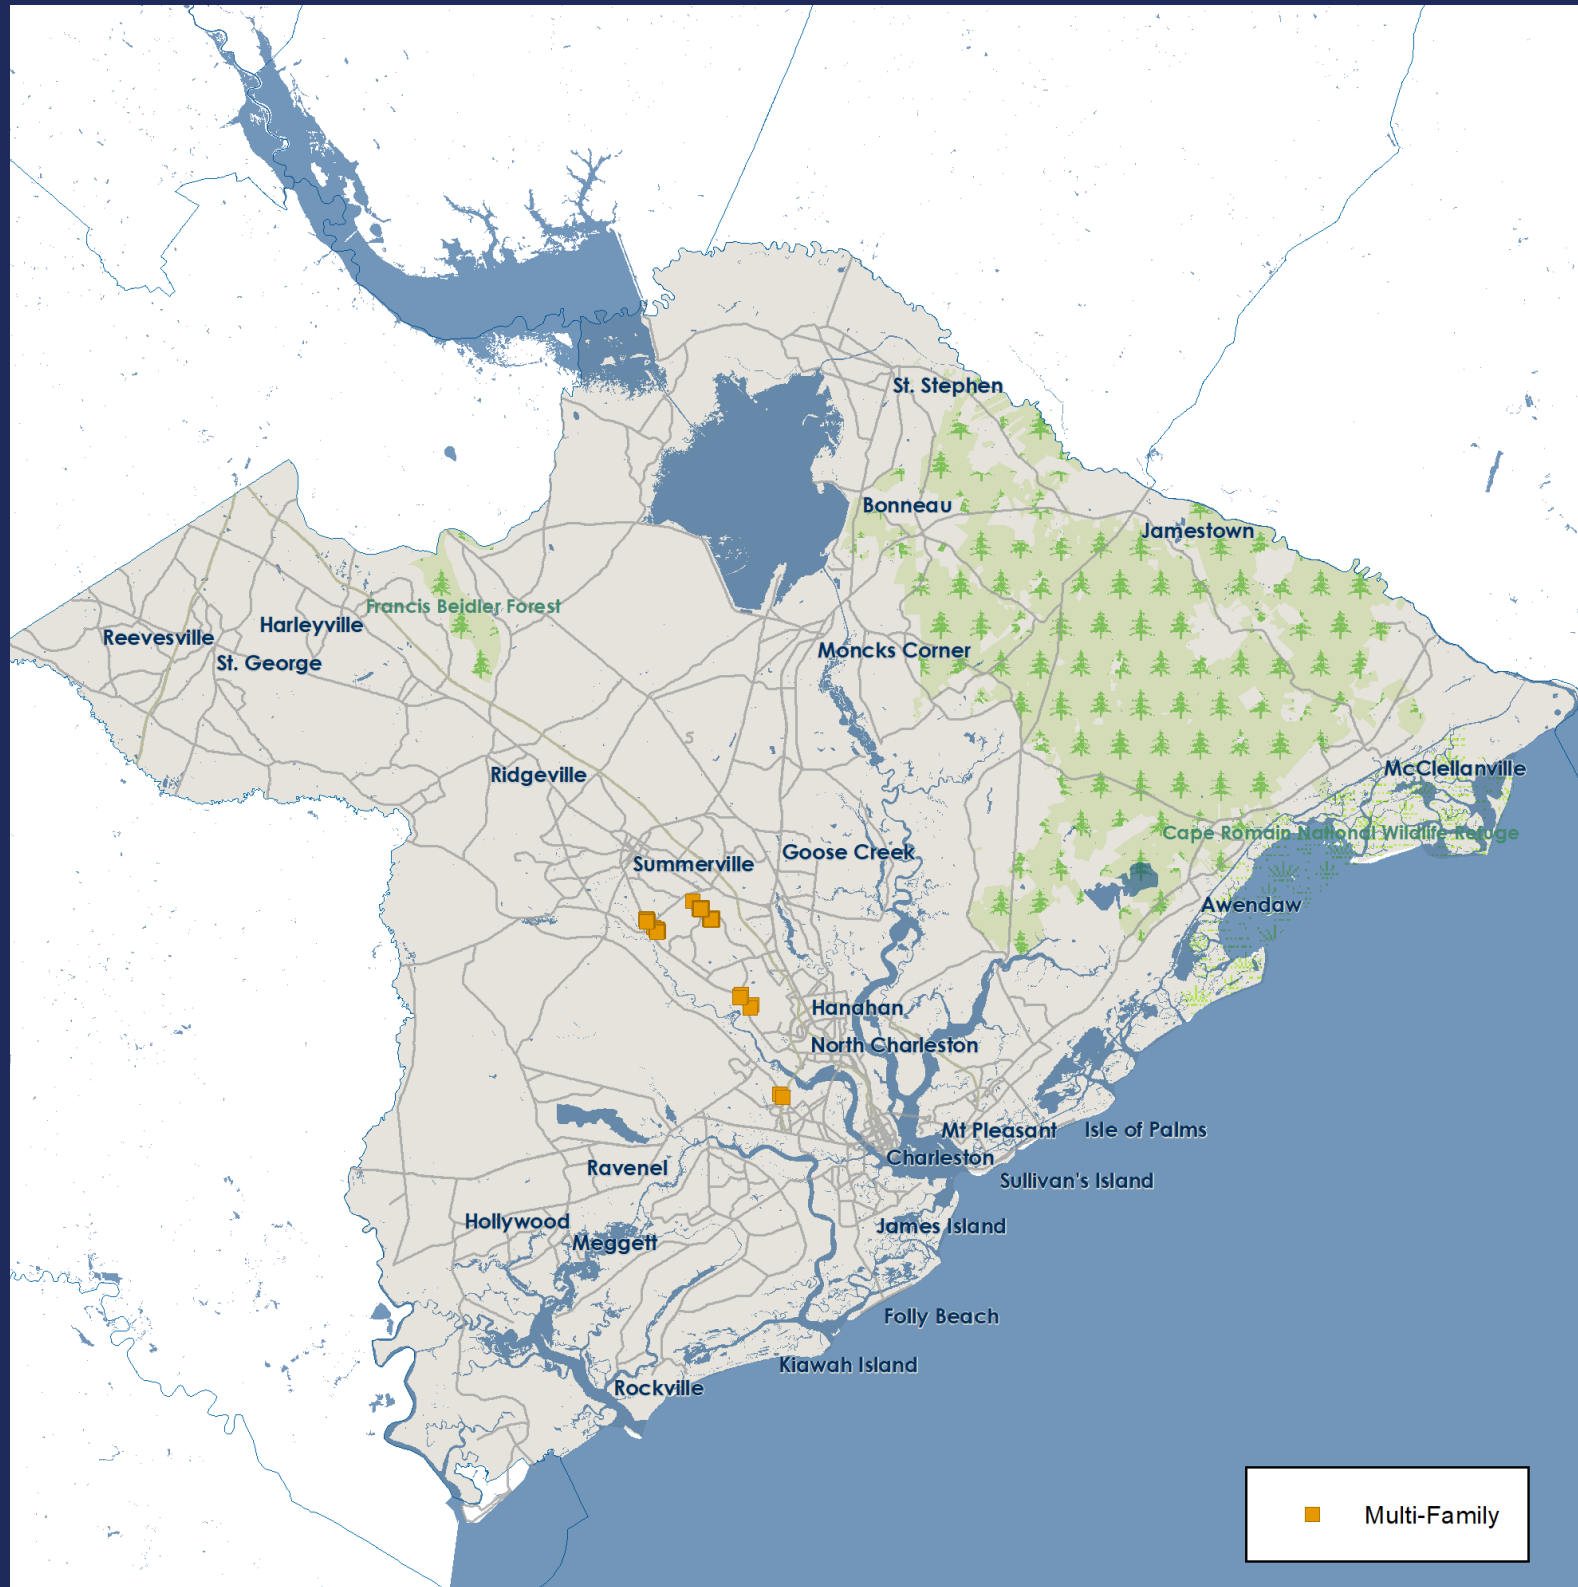 St. Stephen
Bonneau
Jamestown
Francis Beidler Forest
Harleyville
Reevesville
St. George
Moncks Corner
Ridgeville
McClellanville
Cape Romain National Wildlife Refuge
Goose Creek
Summerville
Awendaw
Hanahan
North Charleston
Mt Pleasant
Isle of Palms
Charleston
Ravenel
Sullivan's Island
Hollywood
James Island
Meggett
Folly Beach
Kiawah Island
Rockville
Multi-Family